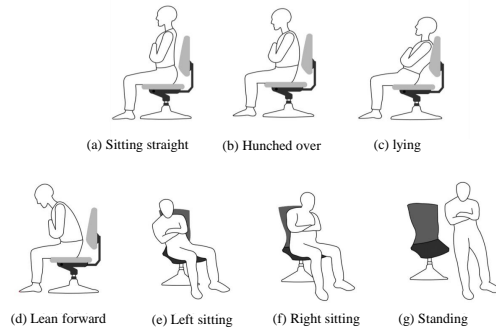 (a) Sitting straight
(b) Hunched over
(c) lying
(d) Lean forward
(e) Left sitting
(f) Right sitting
(g) Standing